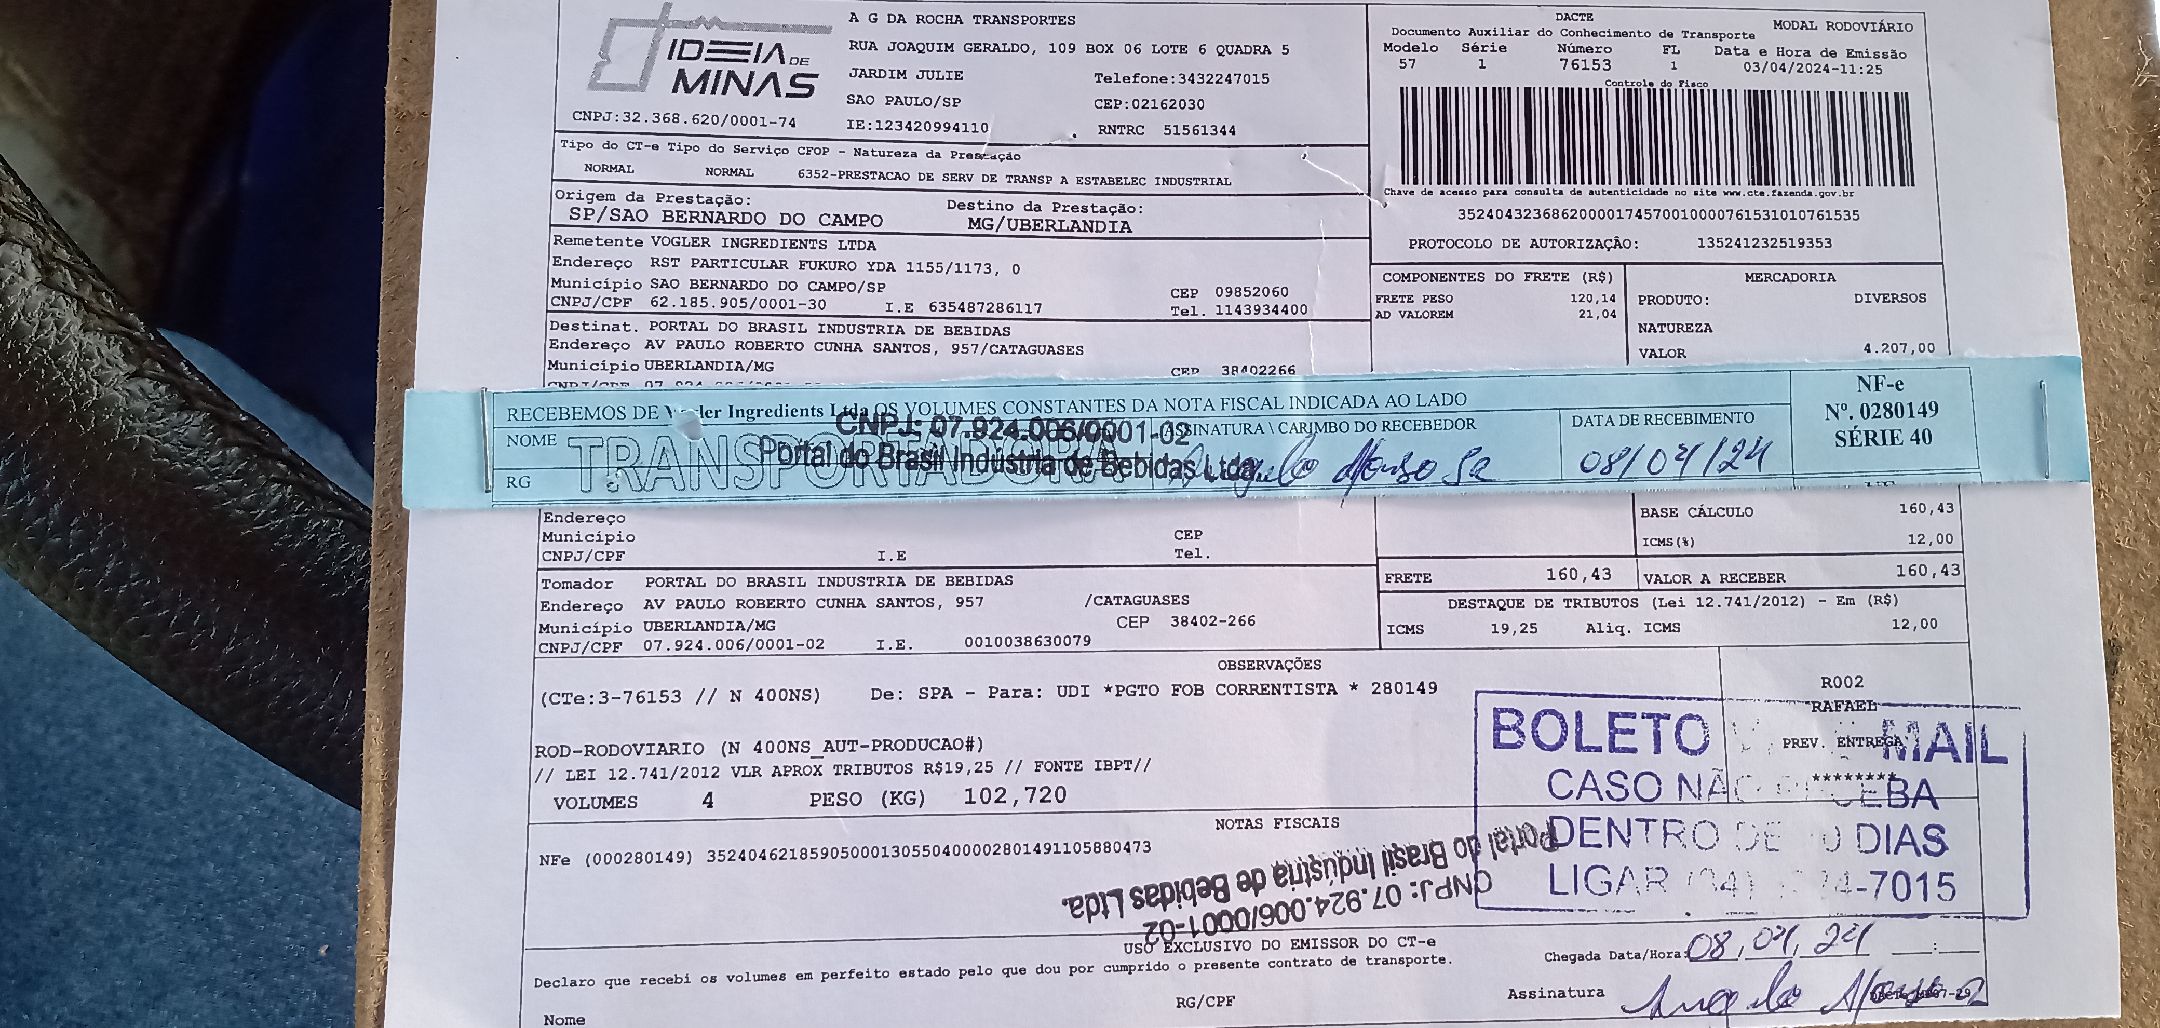 IDEIA DE
MINAS
CNPJ:32.368.620/0001-74
A G DA ROCHA TRANSPORTES
RUA JOAQUIM GERALDO, 109 BOX 06 LOTE 6 QUADRA 5
JARDIM JULIE Telefone:3432247015
SAO PAULO/SP CEP:02162030
IE:123420994110 RNTRC 51561344
DACTE MODAL RODOVIÁRIO
Documento Auxiliar do Conhecimento de Transporte
Modelo Série Número FL Data e Hora de Emissão
57 1 76153 1 03/04/2024-11:25
Controle do Fisco
Tipo do CT-e Tipo do Serviço CFOP - Natureza da Prestação
NORMAL NORMAL 6352-PRESTACAO DE SERV DE TRANSP A ESTABELEC INDUSTRIAL
Chave de acesso para consulta de autenticidade no site www.cte.fazenda.gov.br
35240432368620000174570010000761531010761535
PROTOCOLO DE AUTORIZAÇÃO: 135241232519353
Origem da Prestação: Destino da Prestação:
SP/SAO BERNARDO DO CAMPO MG/UBERLANDIA
Remetente VOGLER INGREDIENTS LTDA
Endereço RST PARTICULAR FUKURO YDA 1155/1173, 0
Município SAO BERNARDO DO CAMPO/SP CEP 09852060
CNPJ/CPF 62.185.905/0001-30 I.E 635487286117 Tel. 1143934400
Destinat. PORTAL DO BRASIL INDUSTRIA DE BEBIDAS
Endereço AV PAULO ROBERTO CUNHA SANTOS, 957/CATAGUASES
Município UBERLANDIA/MG CEP 38402266
COMPONENTES DO FRETE (R$) MERCADORIA
FRETE PESO 120,14 PRODUTO: DIVERSOS
AD VALOREM 21,04 NATUREZA
VALOR 4.207,00
RECEBEMOS DE Vogler Ingredients Ltda OS VOLUMES CONSTANTES DA NOTA FISCAL INDICADA AO LADO
NOME ASSINATURA \ CARIMBO DO RECEBEDOR DATA DE RECEBIMENTO
RG TRANSPORTADORA
CNPJ: 07.924.006/0001-02
Portal do Brasil Indústria de Bebidas Ltda
Angelo Afonso 08/04/24
NF-e
Nº. 0280149
SÉRIE 40
Endereço
Município CEP
CNPJ/CPF I.E Tel.
BASE CÁLCULO 160,43
ICMS(%) 12,00
FRETE 160,43 VALOR A RECEBER 160,43
Tomador PORTAL DO BRASIL INDUSTRIA DE BEBIDAS
Endereço AV PAULO ROBERTO CUNHA SANTOS, 957 /CATAGUASES
Município UBERLANDIA/MG CEP 38402-266
CNPJ/CPF 07.924.006/0001-02 I.E. 0010038630079
DESTAQUE DE TRIBUTOS (Lei 12.741/2012) - Em (R$)
ICMS 19,25 Aliq. ICMS 12,00
OBSERVAÇÕES
(CTe:3-76153 // N 400NS) De: SPA - Para: UDI *PGTO FOB CORRENTISTA * 280149
ROD-RODOVIARIO (N 400NS_AUT-PRODUCAO#)
// LEI 12.741/2012 VLR APROX TRIBUTOS R$19,25 // FONTE IBPT//
VOLUMES 4 PESO (KG) 102,720
R002
RAFAEL
PREV. ENTREGA
********
BOLETO MAIL
CASO NÃO RECEBA
DENTRO DE 0 DIAS
LIGAR -7015
NOTAS FISCAIS
NFe (000280149) 35240462185905000130550400002801491105880473
Portal do Brasil Indústria de Bebidas Ltda.
CNPJ: 07.924.006/0001-02
USO EXCLUSIVO DO EMISSOR DO CT-e
Declaro que recebi os volumes em perfeito estado pelo que dou por cumprido o presente contrato de transporte.
Chegada Data/Hora: 08,04,24 :
RG/CPF Assinatura Angelo Afonso
Nome